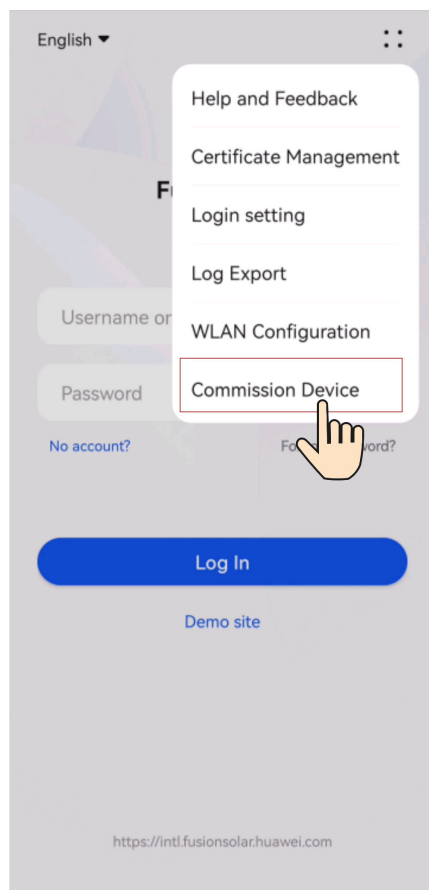 English
Help and Feedback
Certificate Management
Login setting
Log Export
WLAN Configuration
Commission Device
Username or
Password
No account?
Log In
Demo site
https://intl.fusionsolar.huawei.com